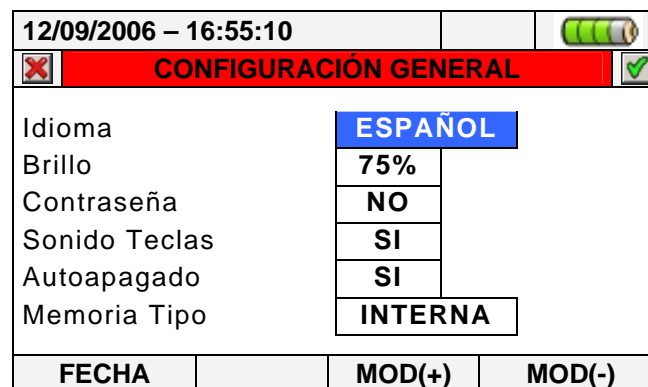 12/09/2006 – 16:55:10
CONFIGURACIÓN GENERAL
Idioma ESPAÑOL
Brillo 75%
Contraseña NO
Sonido Teclas SI
Autoapagado SI
Memoria Tipo INTERNA
FECHA MOD(+) MOD(-)